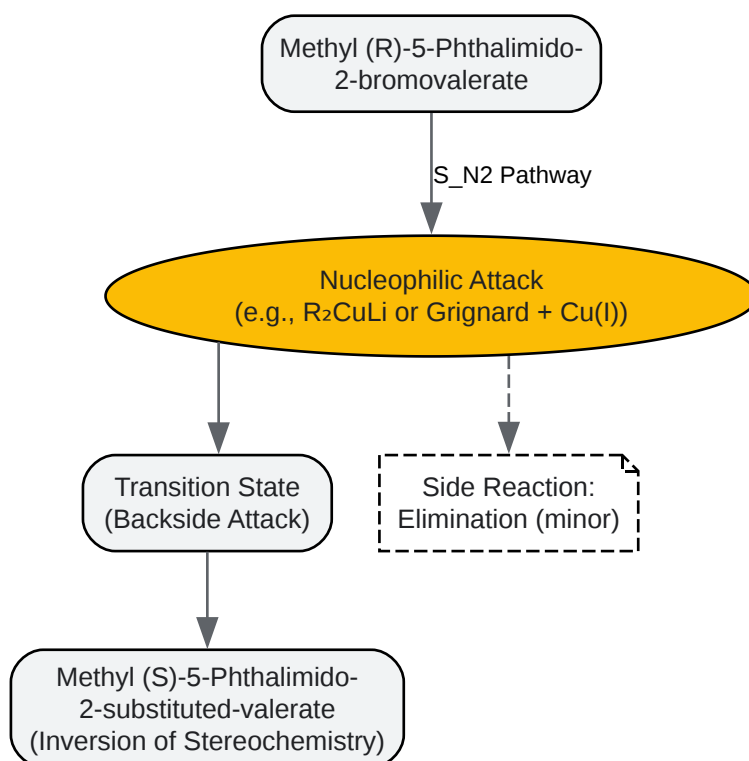 Methyl (R)-5-Phthalimido-
2-bromovalerate
S_N2 Pathway
Nucleophilic Attack
(e.g., R₂CuLi or Grignard + Cu(I))
Transition State
(Backside Attack)
Side Reaction:
Elimination (minor)
Methyl (S)-5-Phthalimido-
2-substituted-valerate
(Inversion of Stereochemistry)